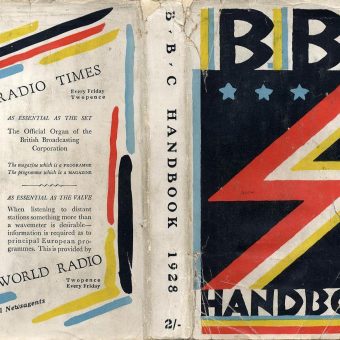 RADIO TIMES
Every Friday
Twopence
AS ESSENTIAL AS THE SET
The Official Organ of the
British Broadcasting
Corporation
The magazine which is a PROGRAMME
The programme which is a MAGAZINE
AS ESSENTIAL AS THE VALVE
When listening to distant
stations something more than
a wavemeter is desirable—
information is required as to
principal European pro-
grammes. This is provided by
WORLD RADIO
Twopence
Every Friday
Newsagents
B.B.C HANDBOOK 1928
2/-
B.B
HANDBO